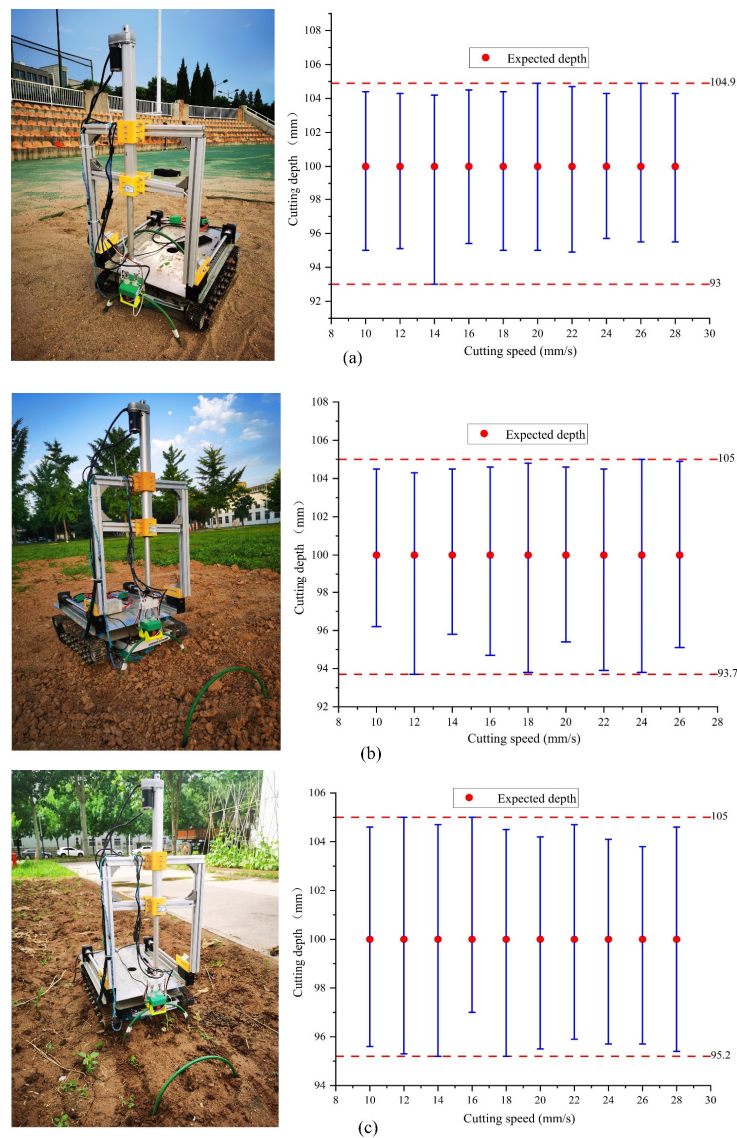 108
106
104
102
100
98
96
94
92
Cutting depth (mm)
Expected depth
104.9
93
8 10 12 14 16 18 20 22 24 26 28 30
Cutting speed (mm/s)
(a)
108
106
104
102
100
98
96
94
92
Cutting depth (mm)
Expected depth
105
93.7
8 10 12 14 16 18 20 22 24 26 28
Cutting speed (mm/s)
(b)
106
104
102
100
98
96
94
Cutting depth (mm)
Expected depth
105
95.2
8 10 12 14 16 18 20 22 24 26 28 30
Cutting speed (mm/s)
(c)